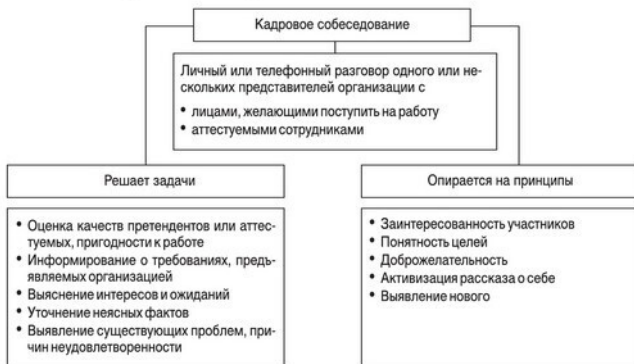 Кадровое собеседование
Личный или телефонный разговор одного или не-
скольких представителей организации с
• лицами, желающими поступить на работу
• аттестуемыми сотрудниками
Решает задачи
• Оценка качеств претендентов или аттес-
туемых, пригодности к работе
• Информирование о требованиях, предъ-
являемых организацией
• Выяснение интересов и ожиданий
• Уточнение неясных фактов
• Выявление существующих проблем, при-
чин неудовлетворенности
Опирается на принципы
• Заинтересованность участников
• Понятность целей
• Доброжелательность
• Активизация рассказа о себе
• Выявление нового